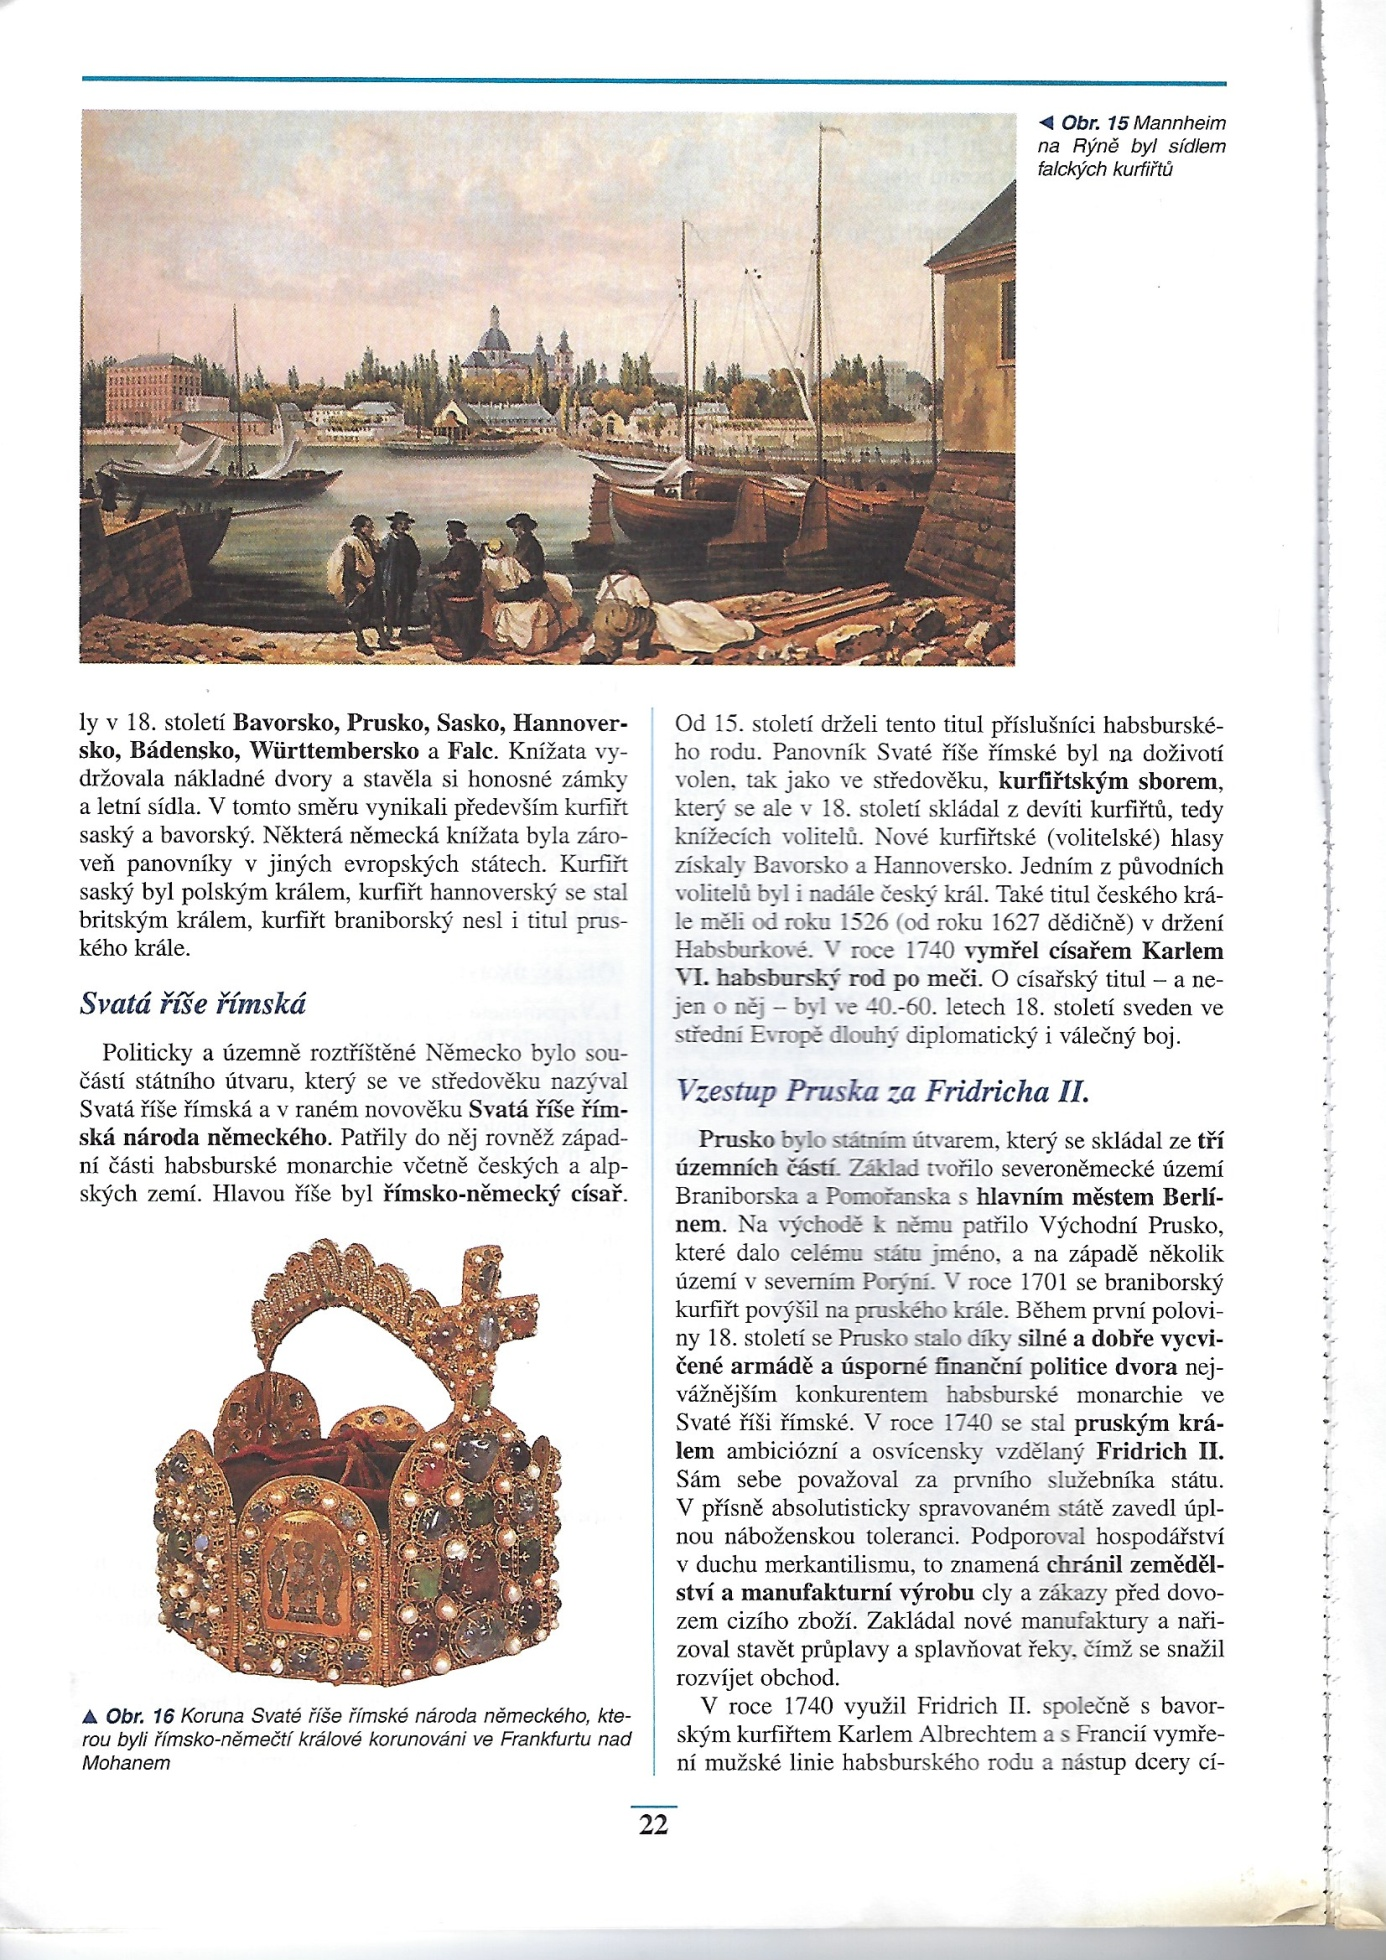 ◄ Obr. 15 Mannheim
na Rýně byl sídlem
falckých kurfiřtů
ly v 18. století Bavorsko, Prusko, Sasko, Hannover-
sko, Bádensko, Württembersko a Falc. Knížata vy-
držovala nákladné dvory a stavěla si honosné zámky
a letní sídla. V tomto směru vynikali především kurfiřt
saský a bavorský. Některá německá knížata byla záro-
veň panovníky v jiných evropských státech. Kurfiřt
saský byl polským králem, kurfiřt hannoverský se stal
britským králem, kurfiřt braniborský nesl i titul prus-
kého krále.
Svatá říše římská
Politicky a územně roztříštěné Německo bylo sou-
částí státního útvaru, který se ve středověku nazýval
Svatá říše římská a v raném novověku Svatá říše řím-
ská národa německého. Patřily do něj rovněž západ-
ní části habsburské monarchie včetně českých a alp-
ských zemí. Hlavou říše byl římsko-německý císař.
▲ Obr. 16 Koruna Svaté říše římské národa německého, kte-
rou byli římsko-němečtí králové korunováni ve Frankfurtu nad
Mohanem
Od 15. století drželi tento titul příslušníci habsburské-
ho rodu. Panovník Svaté říše římské byl na doživotí
volen, tak jako ve středověku, kurfiřtským sborem,
který se ale v 18. století skládal z devíti kurfiřtů, tedy
knížecích volitelů. Nové kurfiřtské (volitelské) hlasy
získaly Bavorsko a Hannoversko. Jedním z původních
volitelů byl i nadále český král. Také titul českého krá-
le měli od roku 1526 (od roku 1627 dědičně) v držení
Habsburkové. V roce 1740 vymřel císařem Karlem
VI. habsburský rod po meči. O císařský titul – a ne-
jen o něj – byl ve 40.-60. letech 18. století sveden ve
střední Evropě dlouhý diplomatický i válečný boj.
Vzestup Pruska za Fridricha II.
Prusko bylo státním útvarem, který se skládal ze tří
územních částí. Základ tvořilo severoněmecké území
Braniborska a Pomořanska s hlavním městem Berlí-
nem. Na východě k němu patřilo Východní Prusko,
které dalo celému státu jméno, a na západě několik
území v severním Porýní. V roce 1701 se braniborský
kurfiřt povýšil na pruského krále. Během první polovi-
ny 18. století se Prusko stalo díky silné a dobře vycvi-
čené armádě a úsporné finanční politice dvora nej-
vážnějším konkurentem habsburské monarchie ve
Svaté říši římské. V roce 1740 se stal pruským krá-
lem ambiciózní a osvícensky vzdělaný Fridrich II.
Sám sebe považoval za prvního služebníka státu.
V přísně absolutisticky spravovaném státě zavedl úpl-
nou náboženskou toleranci. Podporoval hospodářství
v duchu merkantilismu, to znamená chránil zeměděl-
ství a manufakturní výrobu cly a zákazy před dovo-
zem cizího zboží. Zakládal nové manufaktury a naři-
zoval stavět průplavy a splavňovat řeky, čímž se snažil
rozvíjet obchod.
V roce 1740 využil Fridrich II. společně s bavor-
ským kurfiřtem Karlem Albrechtem a s Francií vymře-
ní mužské linie habsburského rodu a nástup dcery cí-
22